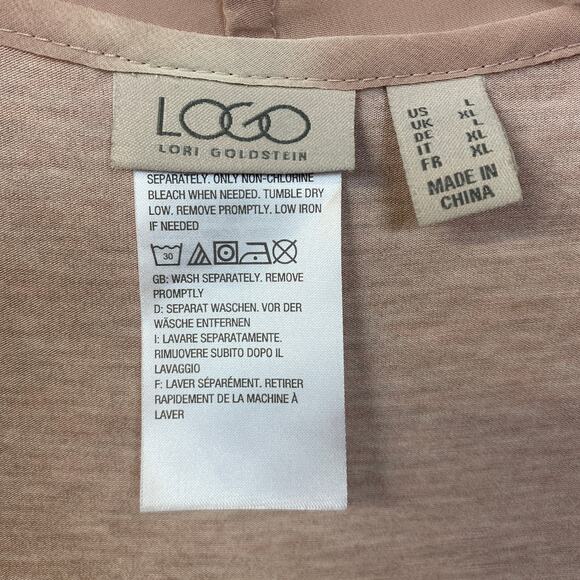 LOGO
LORI GOLDSTEIN
SEPARATELY. ONLY NON-CHLORINE
BLEACH WHEN NEEDED. TUMBLE DRY
LOW. REMOVE PROMPTLY. LOW IRON
IF NEEDED
30
GB: WASH SEPARATELY. REMOVE
PROMPTLY
D: SEPARAT WASCHEN. VOR DER
WÄSCHE ENTFERNEN
I: LAVARE SEPARATAMENTE.
RIMUOVERE SUBITO DOPO IL
LAVAGGIO
F: LAVER SÉPARÉMENT. RETIRER
RAPIDEMENT DE LA MACHINE À
LAVER
US L
UK XL
DE L
IT XL
FR XL
MADE IN
CHINA